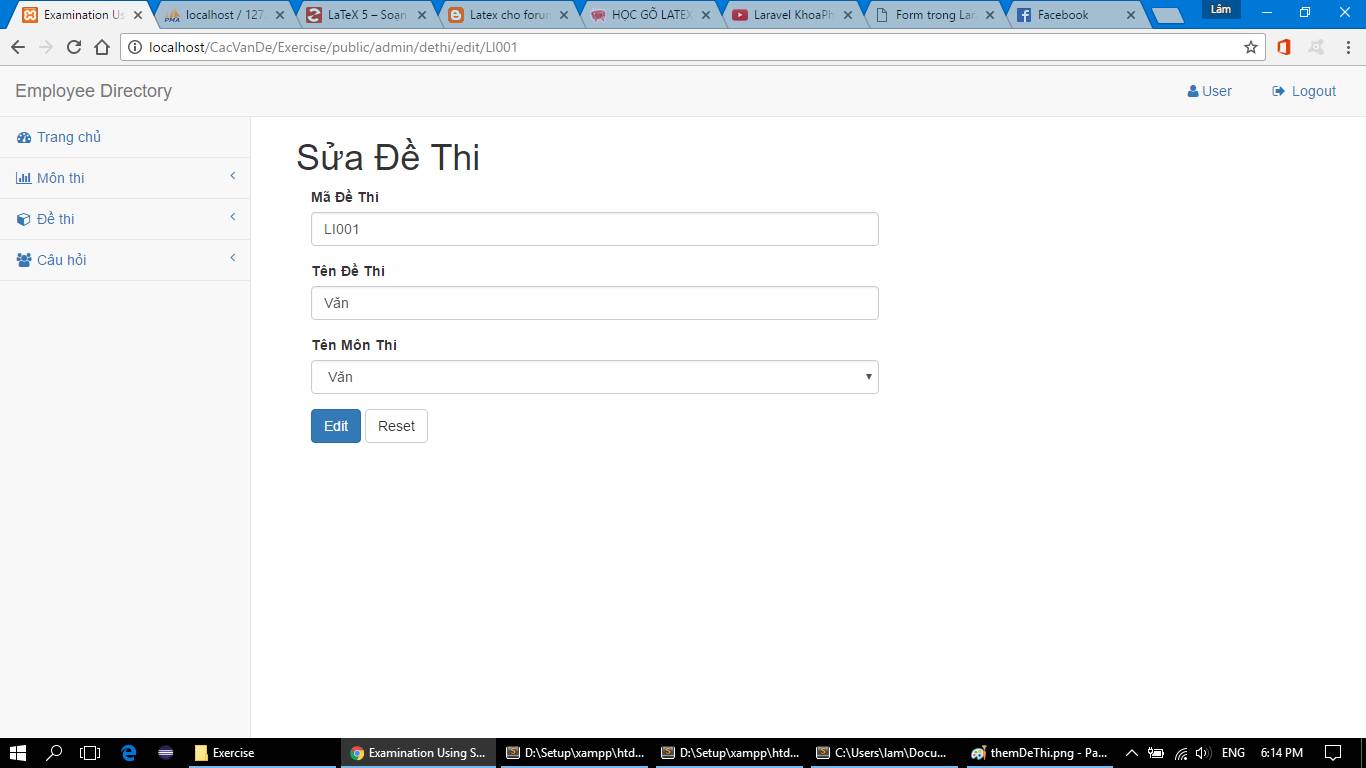 Examination Us
localhost / 127.
LaTeX 5 – Soạn
Latex cho forun
HỌC GÕ LATEX
Laravel KhoaPh
Form trong Lar
Facebook
Lâm
localhost/CacVanDe/Exercise/public/admin/dethi/edit/LI001
Employee Directory
User
Logout
Trang chủ
Môn thi
Đề thi
Câu hỏi
Sửa Đề Thi
Mã Đề Thi
LI001
Tên Đề Thi
Văn
Tên Môn Thi
Văn
Edit
Reset
Exercise
Examination Using S...
D:\Setup\xampp\htd...
D:\Setup\xampp\htd...
C:\Users\lam\Docu...
themDeThi.png - Pa...
ENG
6:14 PM